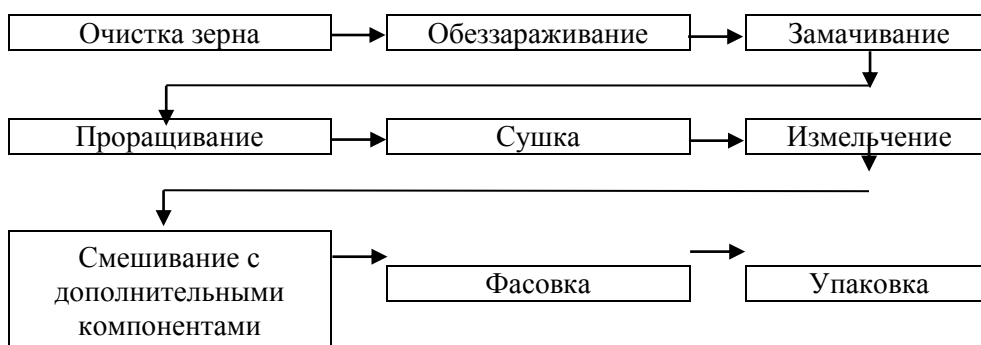 Очистка зерна
Обеззараживание
Замачивание
Проращивание
Сушка
Измельчение
Смешивание с
дополнительными
компонентами
Фасовка
Упаковка